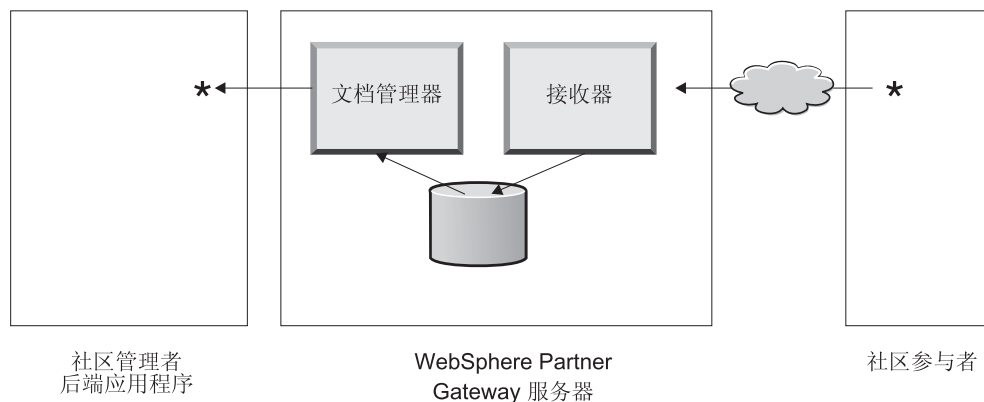 *
文档管理器
接收器
*
社区管理者
后端应用程序
WebSphere Partner
Gateway 服务器
社区参与者